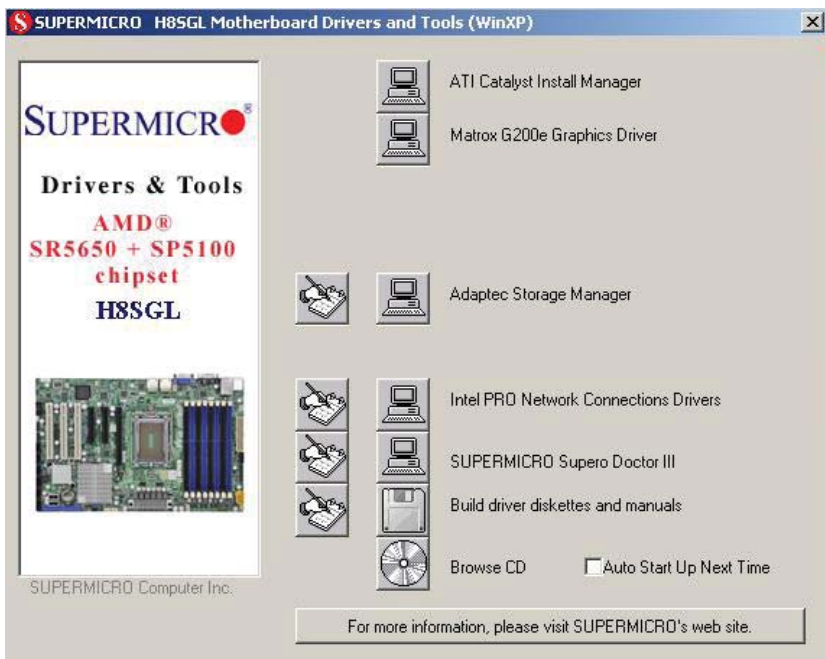 SUPERMICRO H8SGL Motherboard Drivers and Tools (WinXP)
SUPERMICRO®
Drivers & Tools
AMD®
SR5650 + SP5100
chipset
H8SGL
SUPERMICRO Computer Inc.
ATI Catalyst Install Manager
Matrox G200e Graphics Driver
Adaptec Storage Manager
Intel PRO Network Connections Drivers
SUPERMICRO Supero Doctor III
Build driver diskettes and manuals
Browse CD Auto Start Up Next Time
For more information, please visit SUPERMICRO's web site.